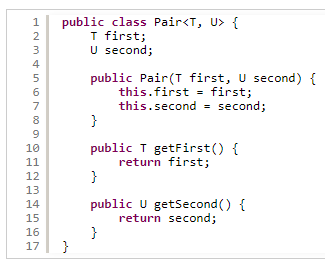 1 public class Pair<T, U> {
2     T first;
3     U second;
4
5     public Pair(T first, U second) {
6         this.first = first;
7         this.second = second;
8     }
9
10     public T getFirst() {
11         return first;
12     }
13
14     public U getSecond() {
15         return second;
16     }
17 }